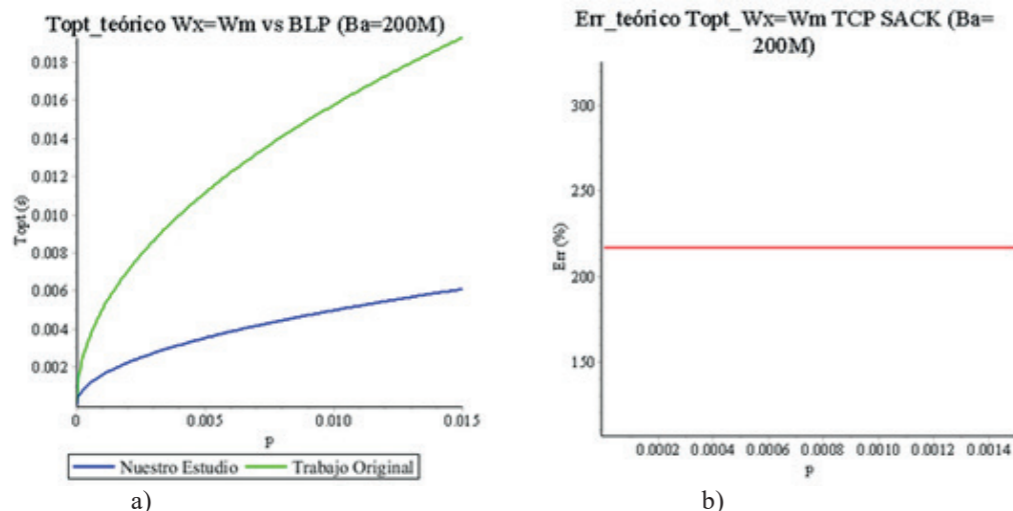 Topt_teórico Wx=Wm vs BLP (Ba=200M)
0.018
0.016
0.014
0.012
0.010
0.008
0.006
0.004
0.002
Topt (s)
0
0.005
0.010
0.015
p
Nuestro Estudio
Trabajo Original
a)
Err_teórico Topt_Wx=Wm TCP SACK (Ba=
200M)
300
250
200
150
Err (%)
0.0002 0.0004 0.0006 0.0008 0.0010 0.0012 0.0014
p
b)